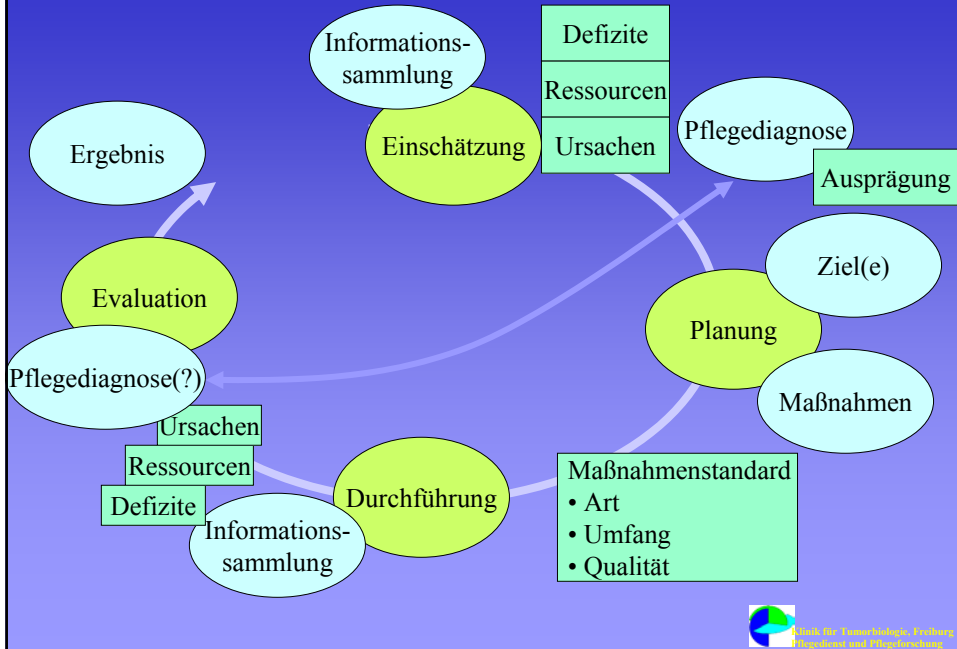 Informations-
sammlung
Einschätzung
Defizite
Ressourcen
Ursachen
Pflegediagnose
Ausprägung
Ziel(e)
Planung
Maßnahmen
Maßnahmenstandard
• Art
• Umfang
• Qualität
Durchführung
Informations-
sammlung
Defizite
Ressourcen
Ursachen
Pflegediagnose(?)
Evaluation
Ergebnis
Klinik für Tumorbiologie, Freiburg
Pflegedienst und Pflegeforschung